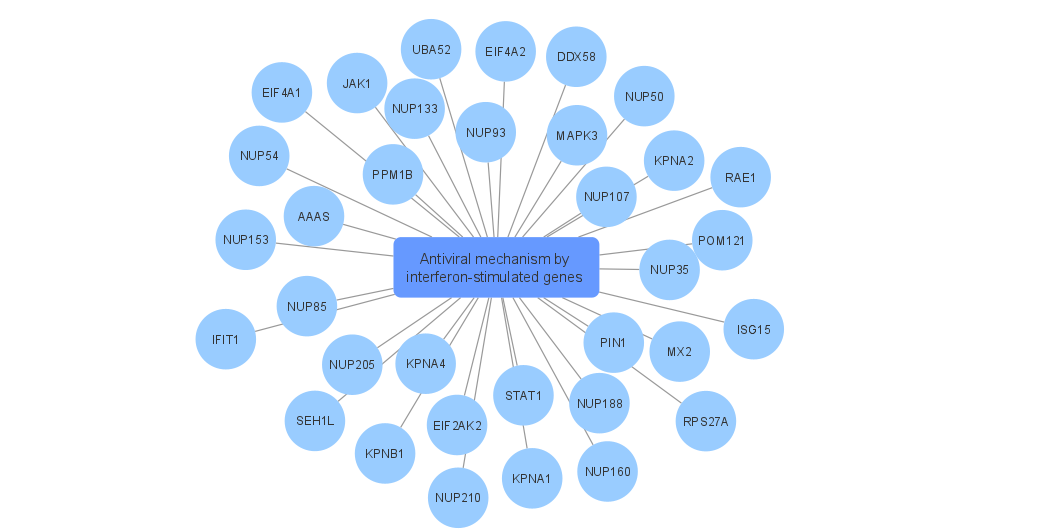 UBA52
EIF4A2
DDX58
JAK1
EIF4A1
NUP50
NUP133
NUP93
MAPK3
NUP54
KPNA2
PPM1B
RAE1
NUP107
AAAS
NUP153
POM121
Antiviral mechanism by
interferon-stimulated genes
NUP35
NUP85
ISG15
IFIT1
PIN1
MX2
NUP205
KPNA4
STAT1
NUP188
SEH1L
RPS27A
EIF2AK2
KPNB1
NUP160
KPNA1
NUP210